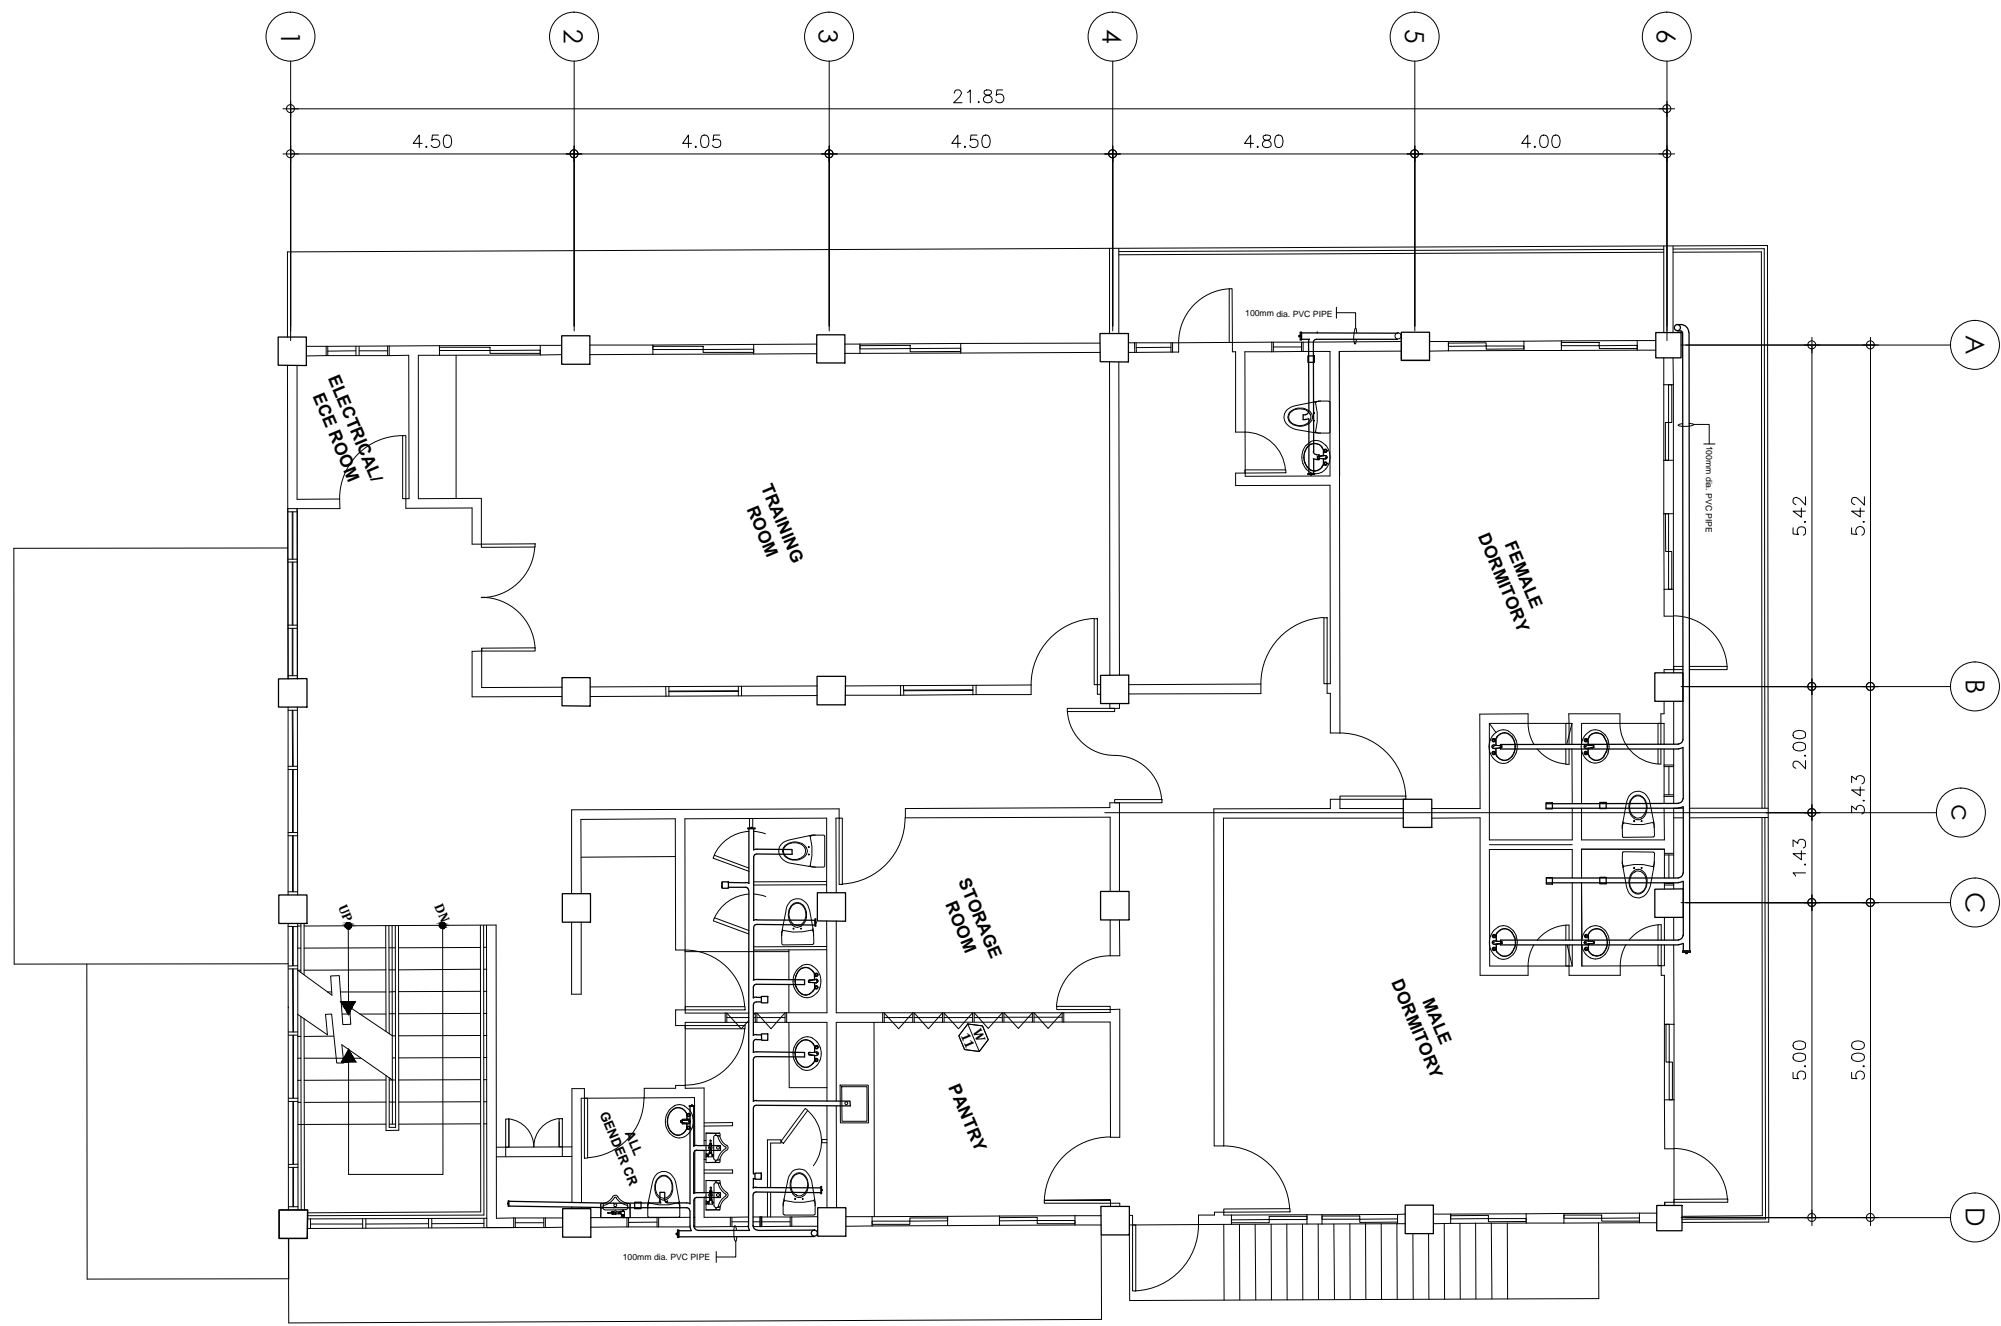 1
2
3
4
5
6
21.85
4.50
4.05
4.50
4.80
4.00
100mm dia. PVC PIPE
A
ELECTRICAL/
ECE ROOM
100mm dia. PVC PIPE
TRAINING
ROOM
5.42
5.42
FEMALE
DORMITORY
B
2.00
3.43
C
1.43
STORAGE
ROOM
UP
DN
C
MALE
DORMITORY
W
11
5.00
5.00
PANTRY
ALL
GENDER CR
D
100mm dia. PVC PIPE